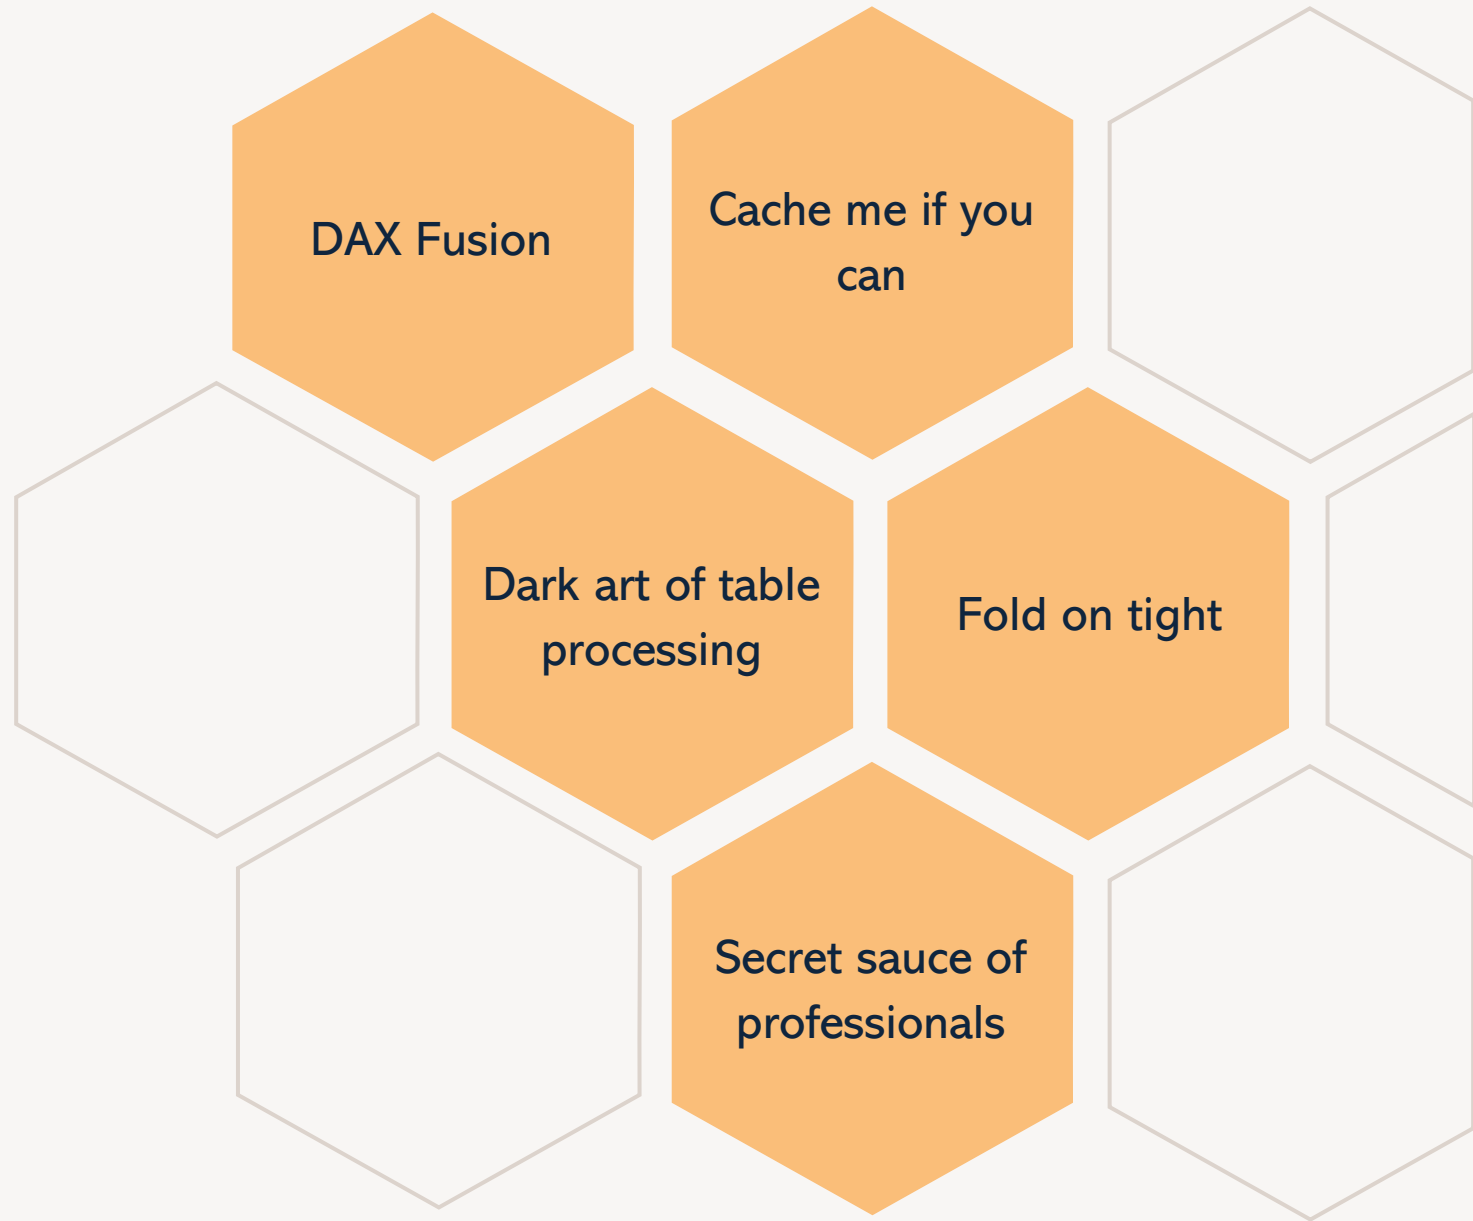 DAX Fusion
Cache me if you
can
Dark art of table
processing
Fold on tight
Secret sauce of
professionals